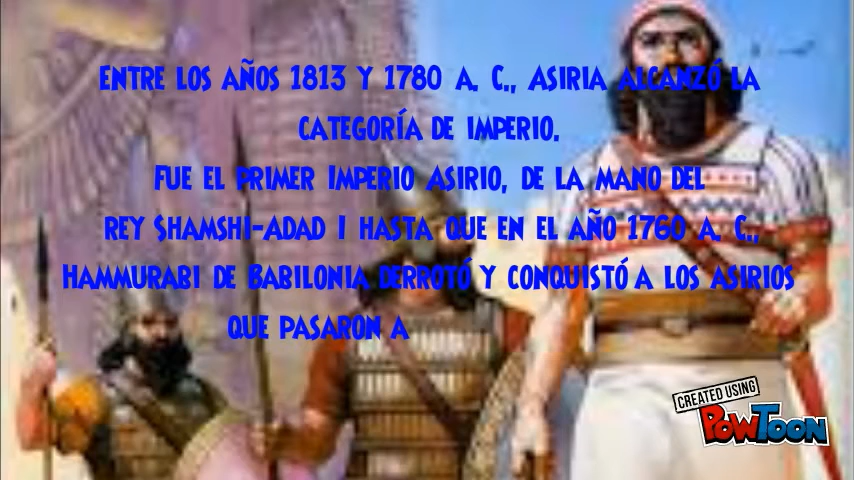 Entre los años 1813 y 1780 a. C., Asiria alcanzó la
categoría de imperio.
Fue el primer Imperio Asirio, de la mano del
rey Shamshi-Adad I hasta que en el año 1760 a. C.,
Hammurabi de Babilonia derrotó y conquistó a los asirios
que pasaron a
CREATED USING
POWTOON